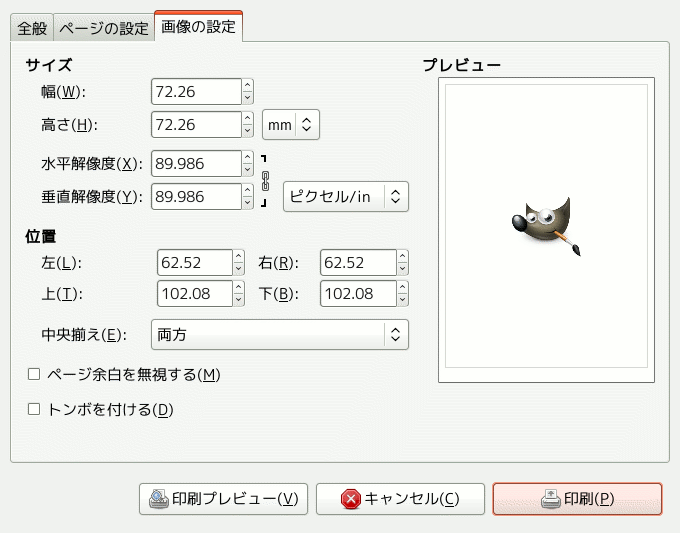 全般 ページの設定 画像の設定
サイズ プレビュー
幅(W): 72.26
高さ(H): 72.26 mm
水平解像度(X): 89.986
垂直解像度(Y): 89.986 ピクセル/in
位置
左(L): 62.52 右(R): 62.52
上(T): 102.08 下(B): 102.08
中央揃え(E): 両方
ページ余白を無視する(M)
トンボを付ける(D)
印刷プレビュー(V) キャンセル(C) 印刷(P)